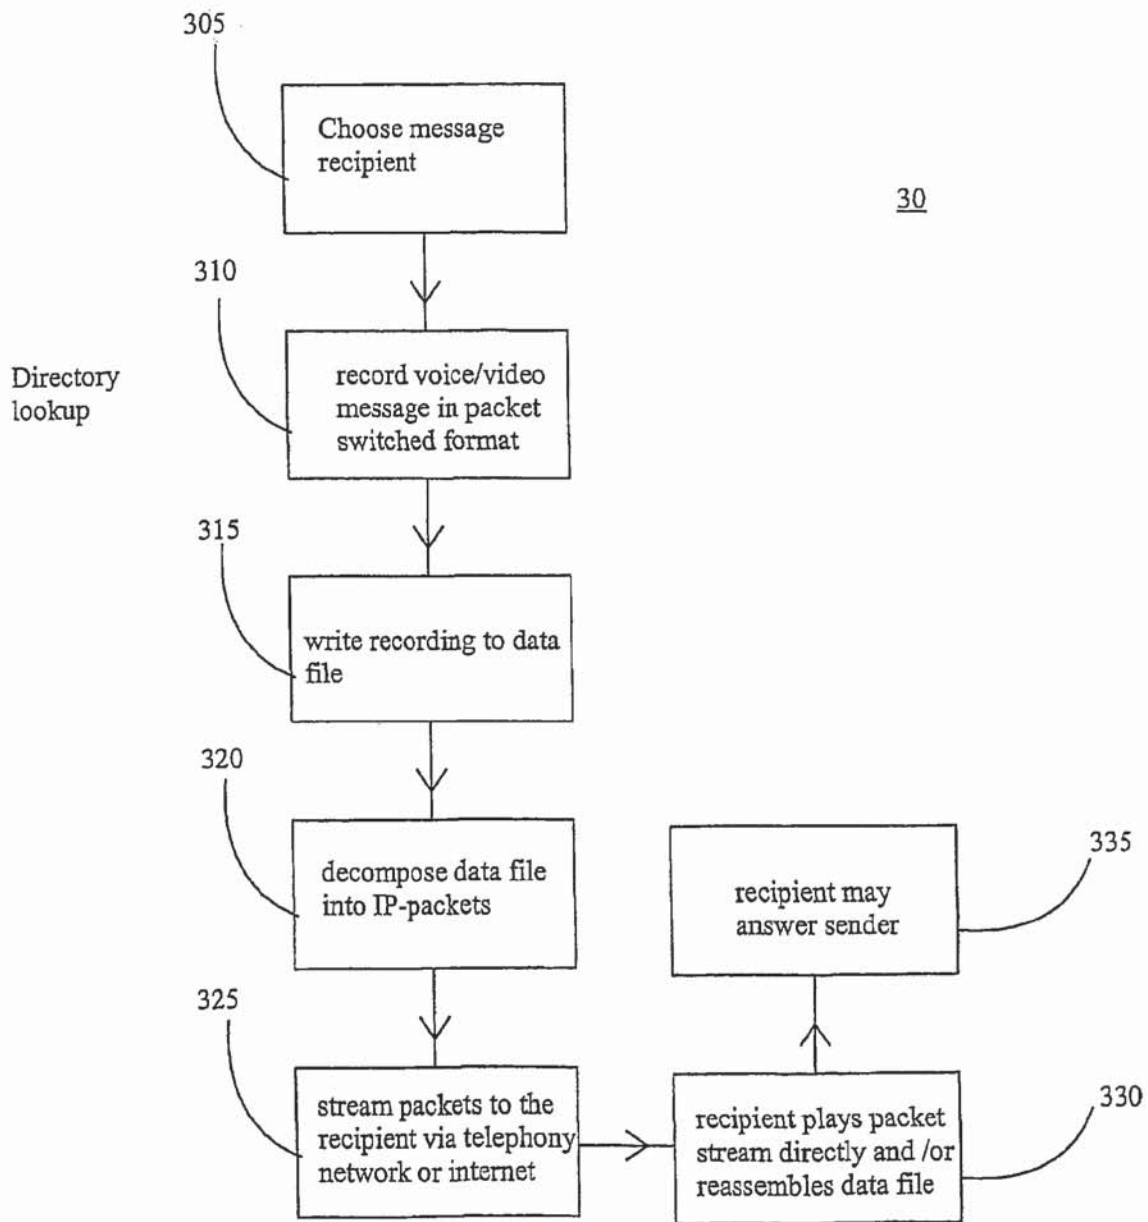 305
Choose message
recipient
30
310
Directory
lookup
record voice/video
message in packet
switched format
315
write recording to data
file
320
decompose data file
into IP-packets
335
recipient may
answer sender
325
stream packets to the
recipient via telephony
network or internet
330
recipient plays packet
stream directly and /or
reassembles data file